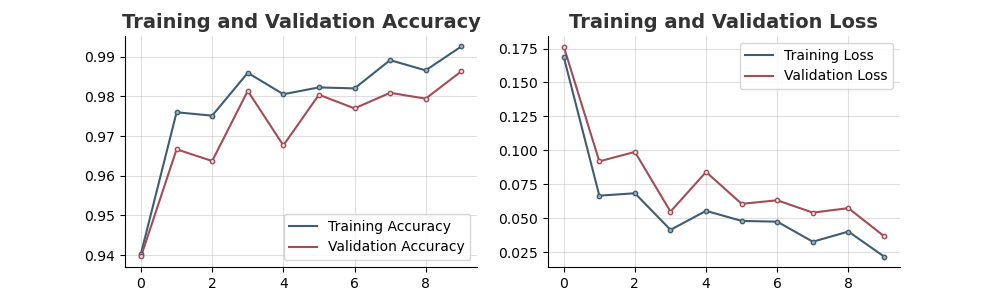 Training and Validation Accuracy
0.99
0.98
0.97
0.96
0.95
0.94
0 2 4 6 8
Training Accuracy
Validation Accuracy
Training and Validation Loss
0.175
0.150
0.125
0.100
0.075
0.050
0.025
0 2 4 6 8
Training Loss
Validation Loss